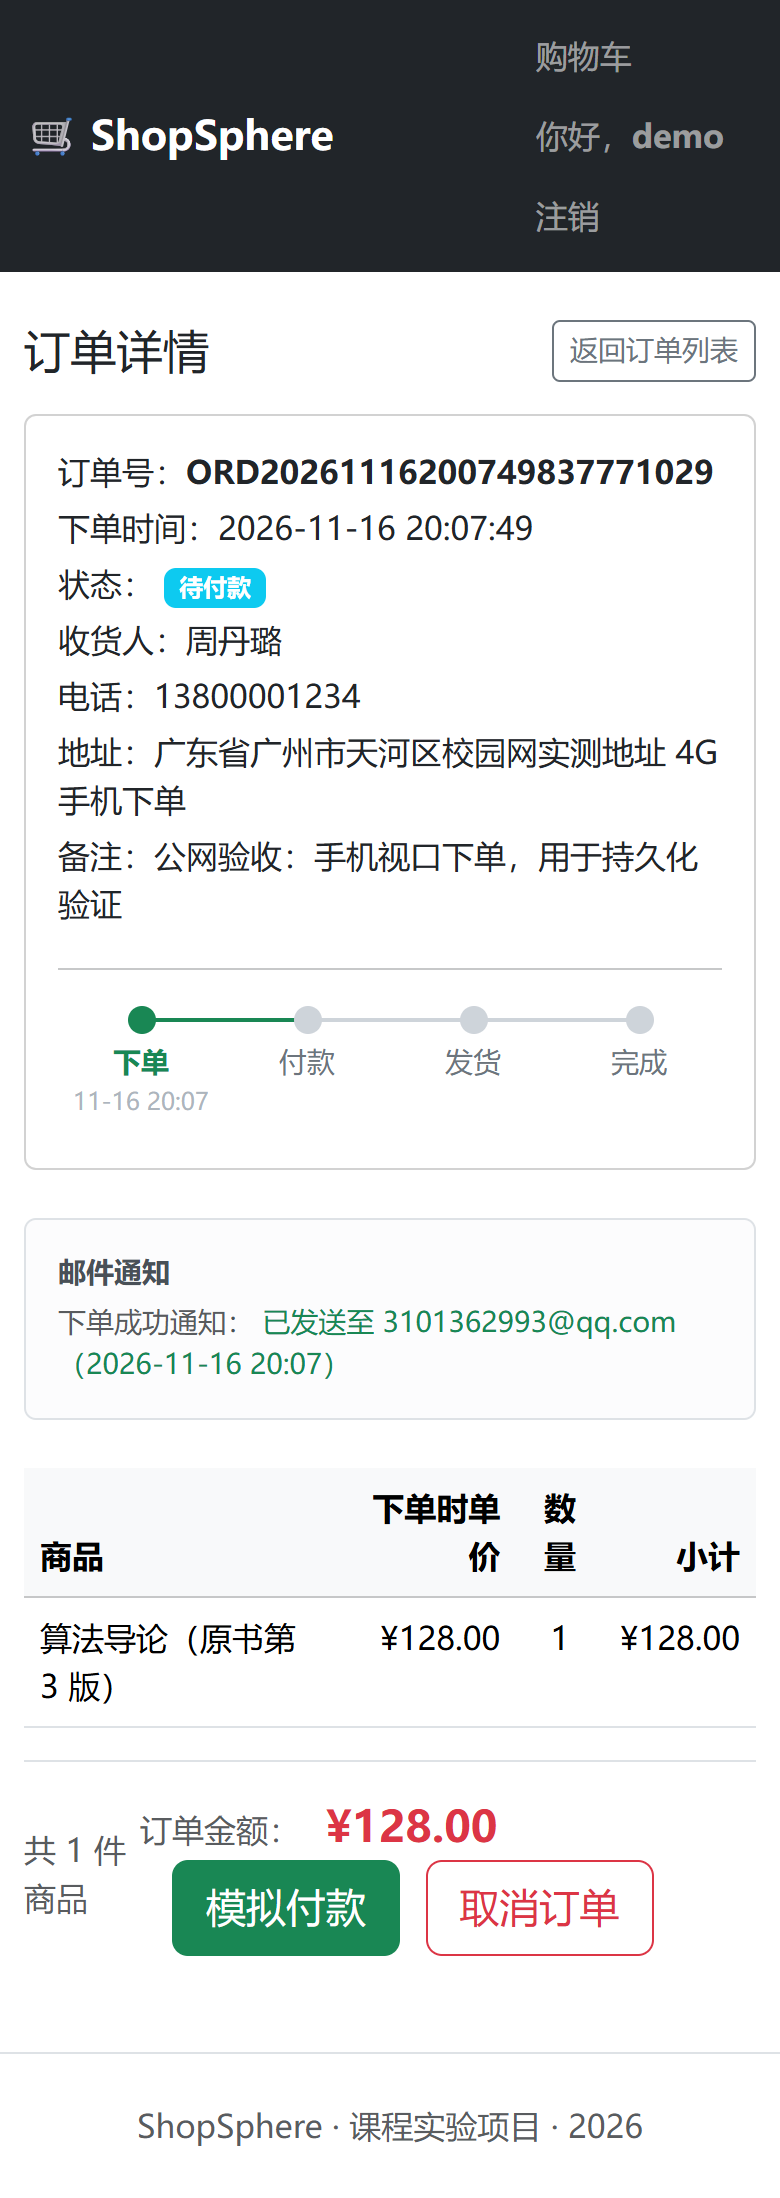 购物车
ShopSphere
你好，demo
注销
订单详情
返回订单列表
订单号：ORD20261116200749837771029
下单时间：2026-11-16 20:07:49
状态： 待付款
收货人：周丹璐
电话：13800001234
地址：广东省广州市天河区校园网实测地址 4G
手机下单
备注：公网验收：手机视口下单，用于持久化
验证
下单 付款 发货 完成
11-16 20:07
邮件通知
下单成功通知： 已发送至 3101362993@qq.com
（2026-11-16 20:07）
商品 下单时单价 数量 小计
算法导论（原书第 ¥128.00 1 ¥128.00
3 版）
共 1 件
商品
订单金额： ¥128.00
模拟付款 取消订单
ShopSphere · 课程实验项目 · 2026